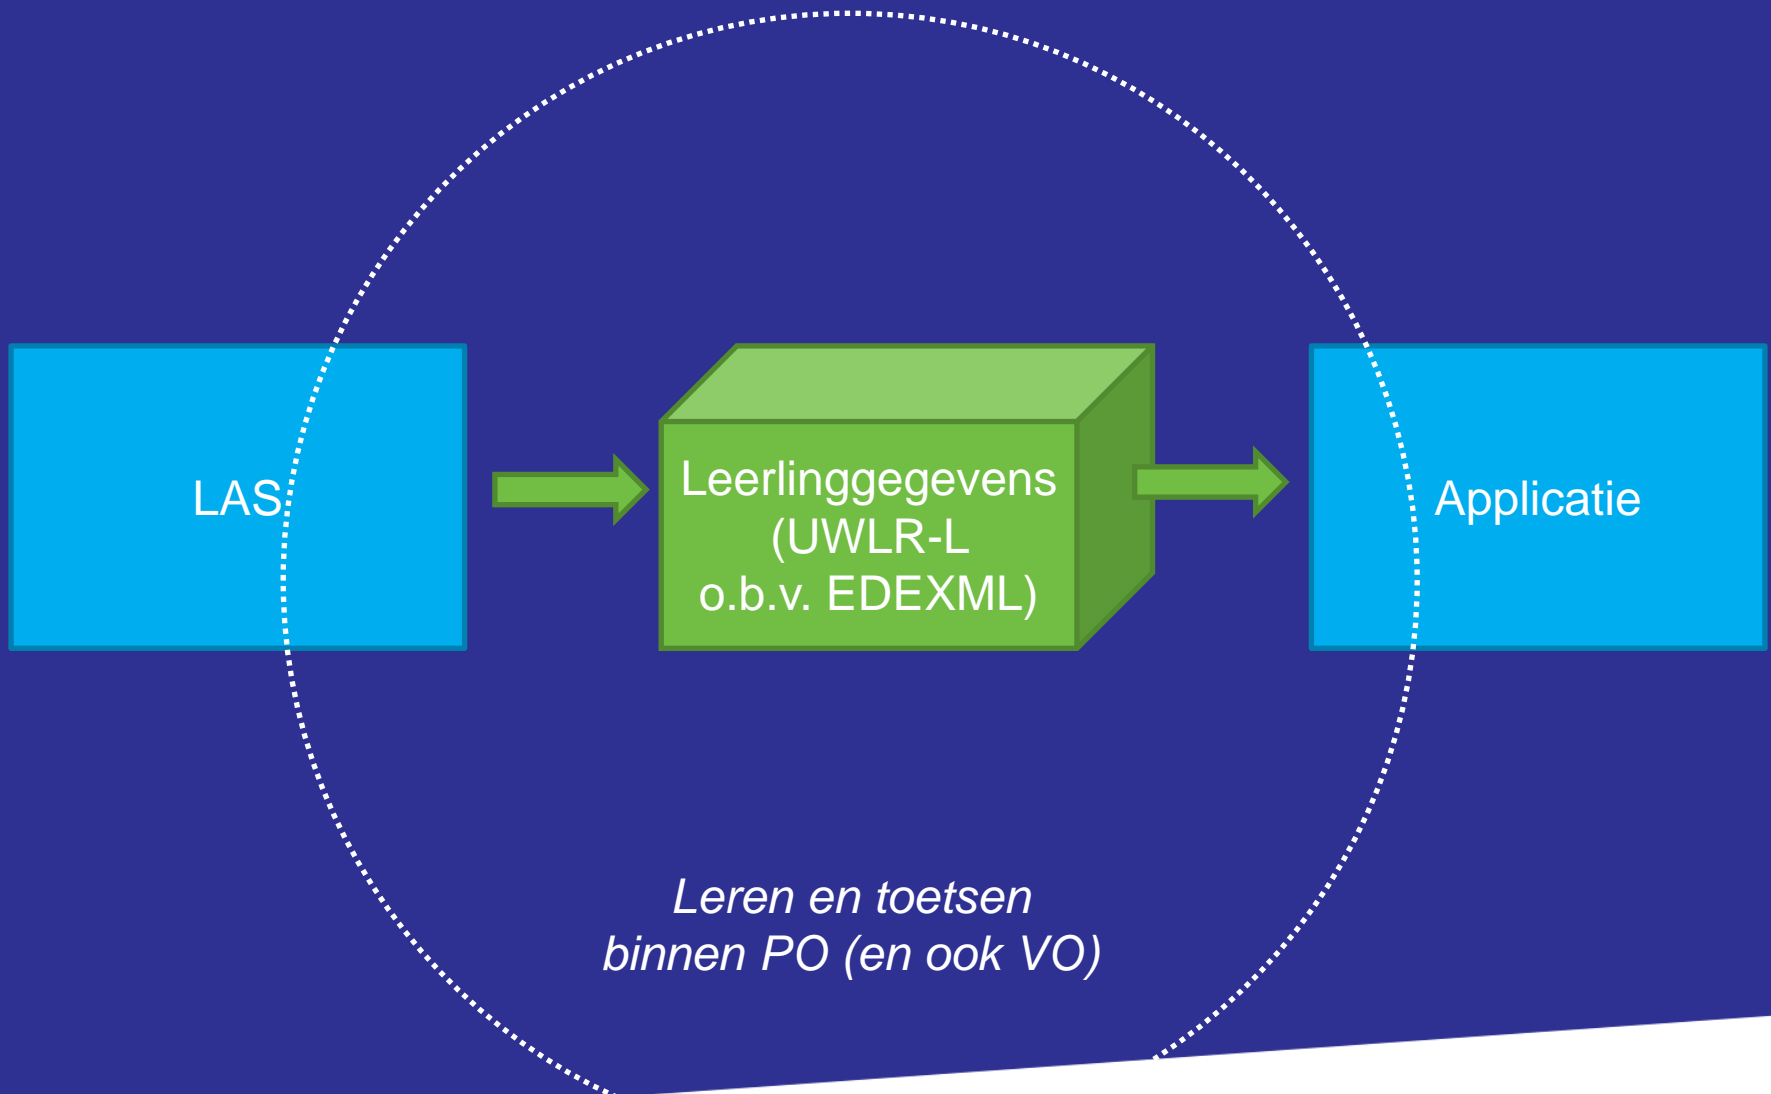 LAS
Leerlinggegevens
(UWLR-L
o.b.v. EDEXML)
Applicatie
Leren en toetsen
binnen PO (en ook VO)